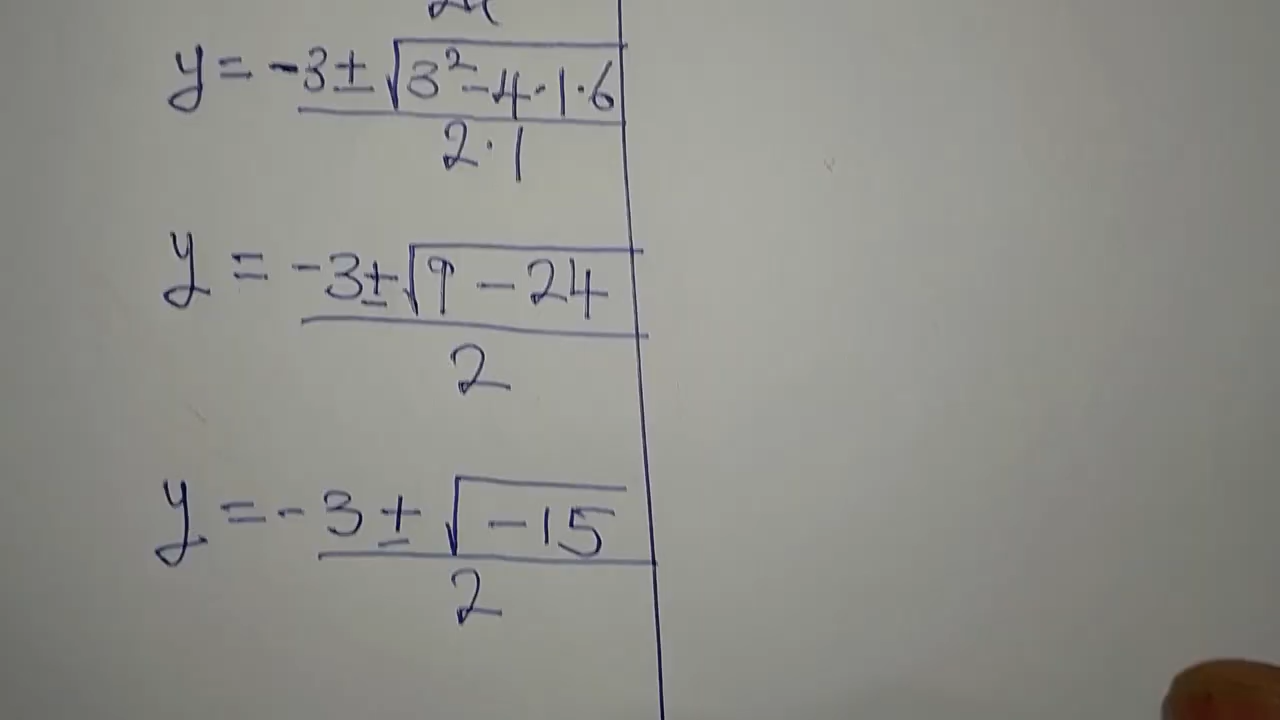 y = -3 ± √(3² - 4·1·6) / 2·1
y = -3 ± √(9 - 24) / 2
y = -3 ± √(-15) / 2